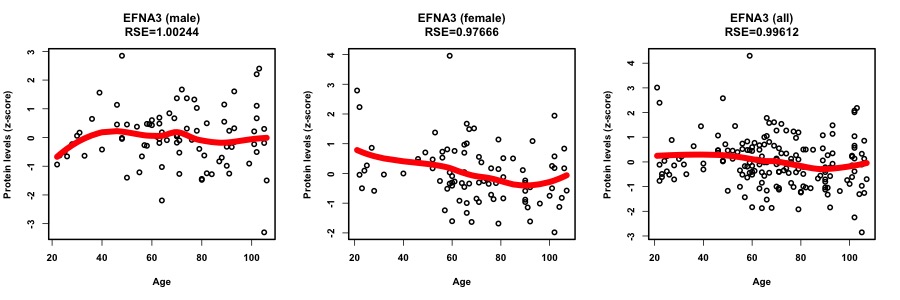 EFNA3 (male)
RSE=1.00244
Protein levels (z-score)
3
2
1
0
-1
-2
-3
20 40 60 80 100
Age
EFNA3 (female)
RSE=0.97666
Protein levels (z-score)
4
3
2
1
0
-1
-2
20 40 60 80 100
Age
EFNA3 (all)
RSE=0.99612
Protein levels (z-score)
4
3
2
1
0
-1
-2
-3
20 40 60 80 100
Age